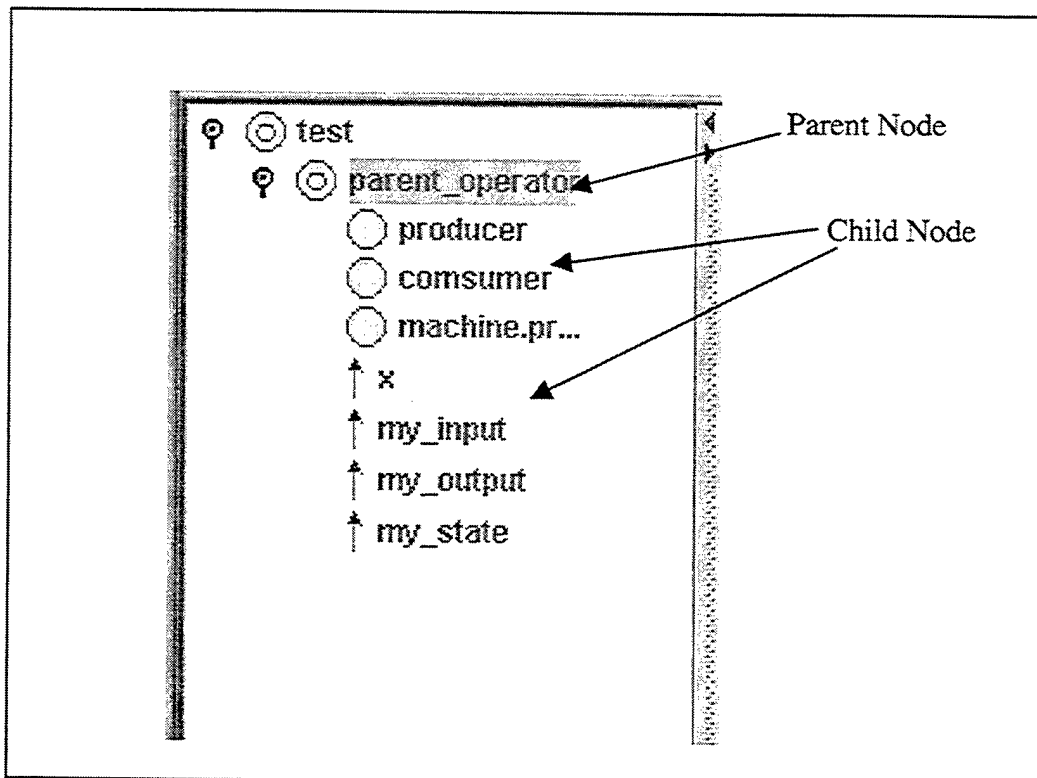 test
Parent Node
parent_operator
producer
Child Node
comsumer
machine.pr...
x
my_input
my_output
my_state